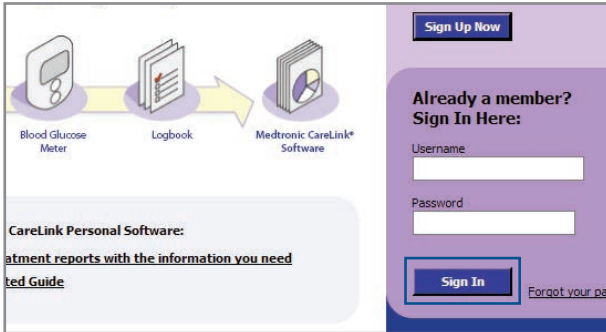 Sign Up Now
Blood Glucose
Meter
Logbook
Medtronic CareLink®
Software
Already a member?
Sign In Here:
Username
Password
Sign In
Forgot your pa
CareLink Personal Software:
atment reports with the information you need
ted Guide